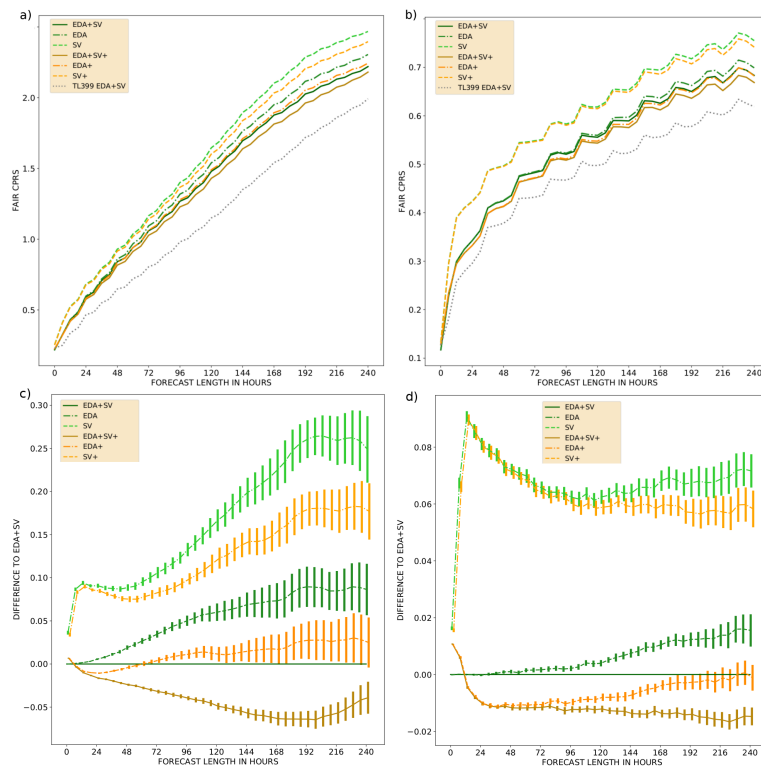 a)
EDA+SV
EDA
SV
EDA+SV+
EDA+
SV+
TL399 EDA+SV
FAIR CPRS
2.0
1.5
1.0
0.5
0 24 48 72 96 120 144 168 192 216 240
FORECAST LENGTH IN HOURS
b)
EDA+SV
EDA
SV
EDA+SV+
EDA+
SV+
TL399 EDA+SV
FAIR CPRS
0.7
0.6
0.5
0.4
0.3
0.2
0.1
0 24 48 72 96 120 144 168 192 216 240
FORECAST LENGTH IN HOURS
c)
EDA+SV
EDA
SV
EDA+SV+
EDA+
SV+
DIFFERENCE TO EDA+SV
0.30
0.25
0.20
0.15
0.10
0.05
0.00
−0.05
0 24 48 72 96 120 144 168 192 216 240
FORECAST LENGTH IN HOURS
d)
EDA+SV
EDA
SV
EDA+SV+
EDA+
SV+
DIFFERENCE TO EDA+SV
0.08
0.06
0.04
0.02
0.00
−0.02
0 24 48 72 96 120 144 168 192 216 240
FORECAST LENGTH IN HOURS